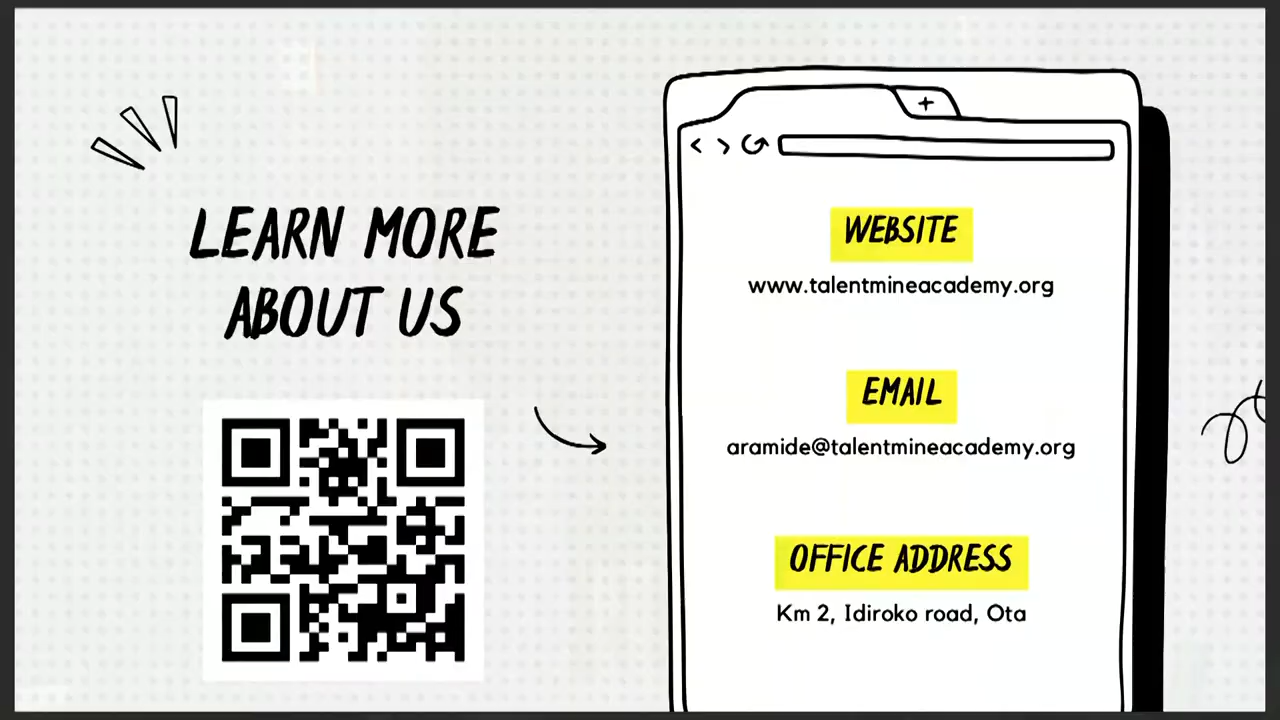 LEARN MORE
ABOUT US
WEBSITE
www.talentmineacademy.org
EMAIL
aramide@talentmineacademy.org
OFFICE ADDRESS
Km 2, Idiroko road, Ota